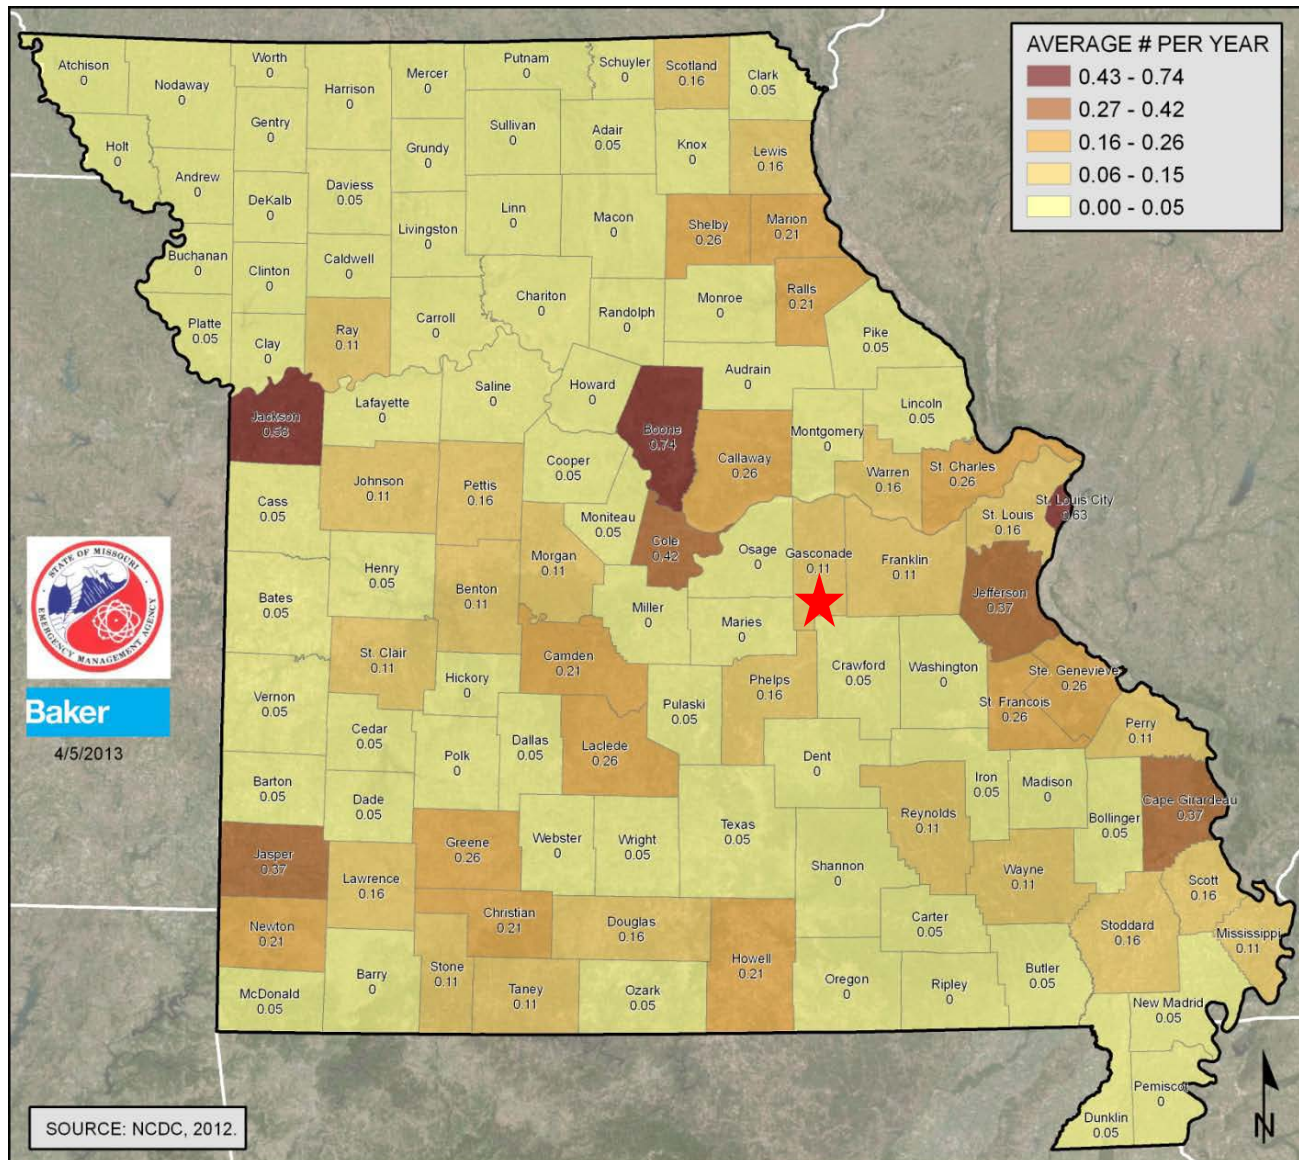 AVERAGE # PER YEAR
0.43 - 0.74
0.27 - 0.42
0.16 - 0.26
0.06 - 0.15
0.00 - 0.05
Atchison
0
Nodaway
0
Worth
0
Harrison
0
Mercer
0
Putnam
0
Schuyler
0
Scotland
0.16
Clark
0.05
Holt
0
Andrew
0
Gentry
0
DeKalb
0
Daviess
0.05
Grundy
0
Sullivan
0
Adair
0.05
Knox
0
Lewis
0.16
Livingston
0
Linn
0
Macon
0
Shelby
0.26
Marion
0.21
Buchanan
0
Clinton
0
Caldwell
0
Platte
0.05
Clay
0
Ray
0.11
Carroll
0
Chariton
0
Randolph
0
Monroe
0
Ralls
0.21
Pike
0.05
Jackson
0.58
Lafayette
0
Saline
0
Howard
0
Boone
0.74
Audrain
0
Callaway
0.26
Montgomery
0
Lincoln
0.05
Warren
0.16
St. Charles
0.26
St. Louis City
0.63
St. Louis
0.16
Cass
0.05
Johnson
0.11
Pettis
0.16
Cooper
0.05
Moniteau
0.05
Cole
0.42
Osage
0
Gasconade
0.11
Franklin
0.11
Jefferson
0.37
Bates
0.05
Henry
0.05
Benton
0.11
Morgan
0.11
Miller
0
Maries
0
Vernon
0.05
St. Clair
0.11
Hickory
0
Camden
0.21
Pulaski
0.05
Phelps
0.16
Crawford
0.05
Washington
0
Ste. Genevieve
0.26
St Francois
0.26
Perry
0.11
Cedar
0.05
Polk
0
Dallas
0.05
Laclede
0.26
Dent
0
Iron
0.05
Madison
0
Bollinger
0.05
Cape Girardeau
0.37
Barton
0.05
Dade
0.05
Greene
0.26
Webster
0
Wright
0.05
Texas
0.05
Shannon
0
Reynolds
0.11
Wayne
0.11
Jasper
0.37
Lawrence
0.16
Christian
0.21
Douglas
0.16
Howell
0.21
Carter
0.05
Stoddard
0.16
Scott
0.16
Mississippi
0.11
Newton
0.21
McDonald
0.05
Barry
0
Stone
0.11
Taney
0.11
Ozark
0.05
Oregon
0
Ripley
0
Butler
0.05
New Madrid
0.05
Pemiscot
0
Dunklin
0.05
STATE OF MISSOURI
EMERGENCY MANAGEMENT AGENCY
Baker
4/5/2013
SOURCE: NCDC, 2012.
N